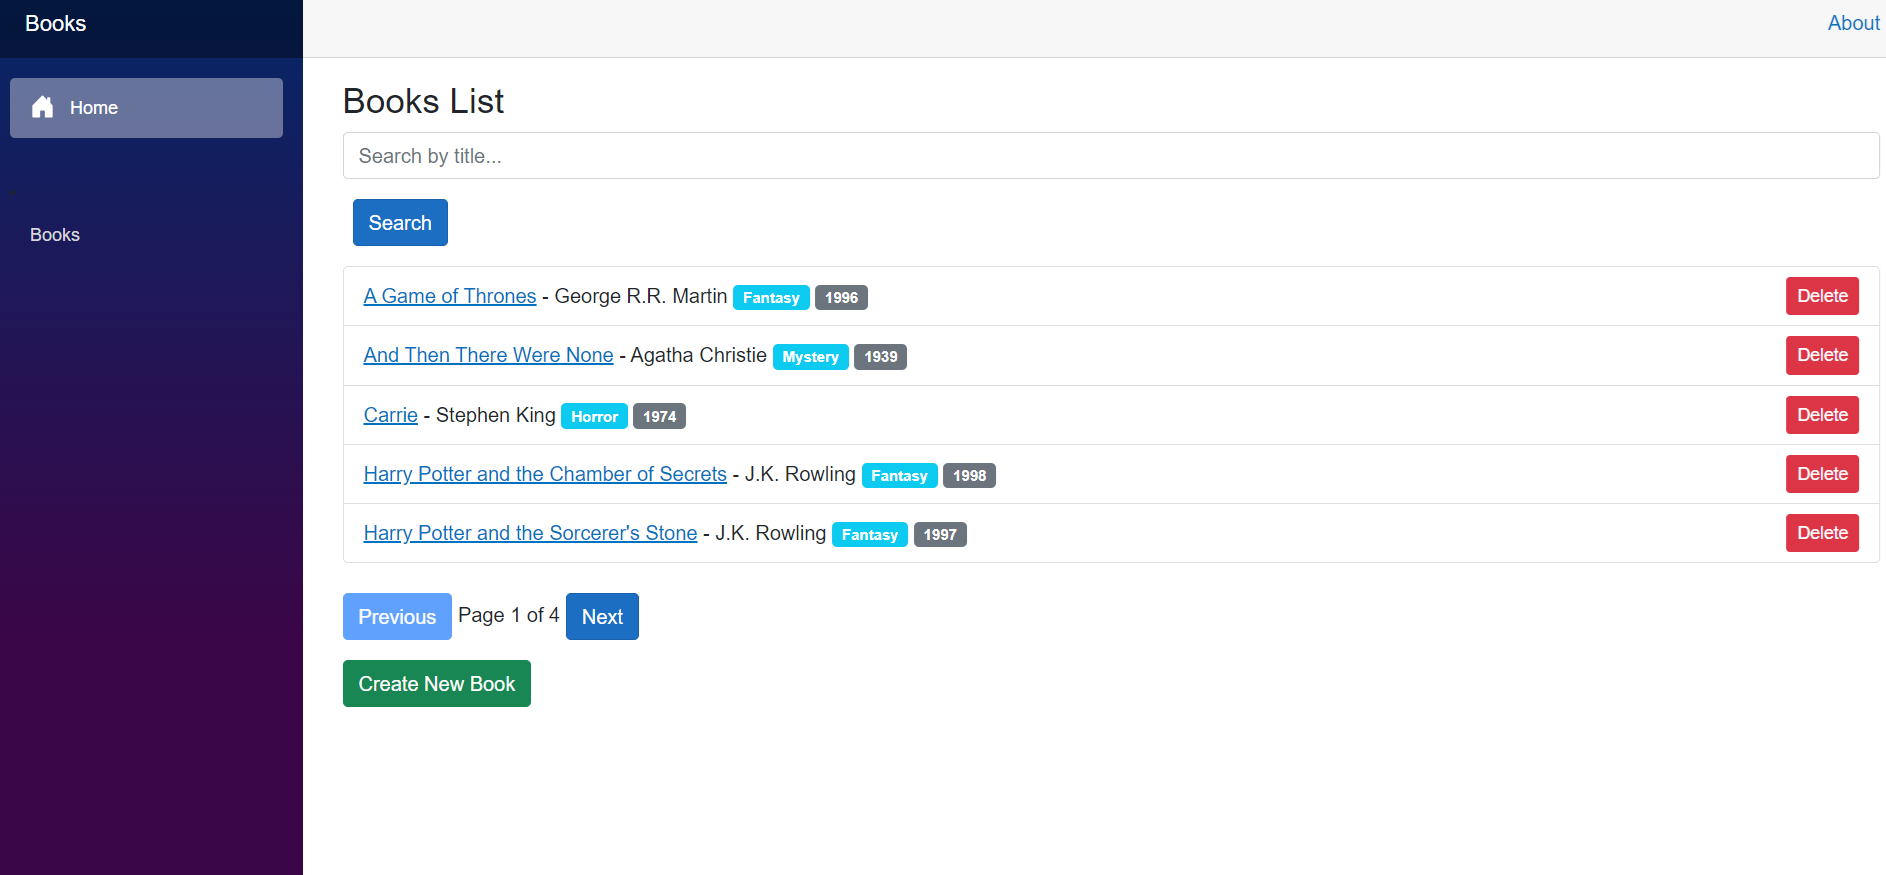 Books
About
Home
Books
Books List
Search by title...
Search
A Game of Thrones - George R.R. Martin Fantasy 1996 Delete
And Then There Were None - Agatha Christie Mystery 1939 Delete
Carrie - Stephen King Horror 1974 Delete
Harry Potter and the Chamber of Secrets - J.K. Rowling Fantasy 1998 Delete
Harry Potter and the Sorcerer's Stone - J.K. Rowling Fantasy 1997 Delete
Previous Page 1 of 4 Next
Create New Book